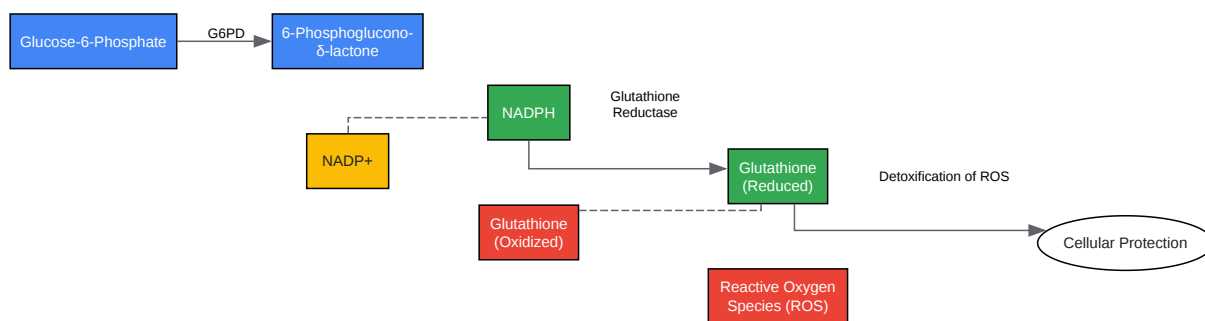 Glucose-6-Phosphate
G6PD
6-Phosphoglucono-
δ-lactone
NADPH
Glutathione
Reductase
NADP+
Glutathione
(Reduced)
Detoxification of ROS
Glutathione
(Oxidized)
Cellular Protection
Reactive Oxygen
Species (ROS)